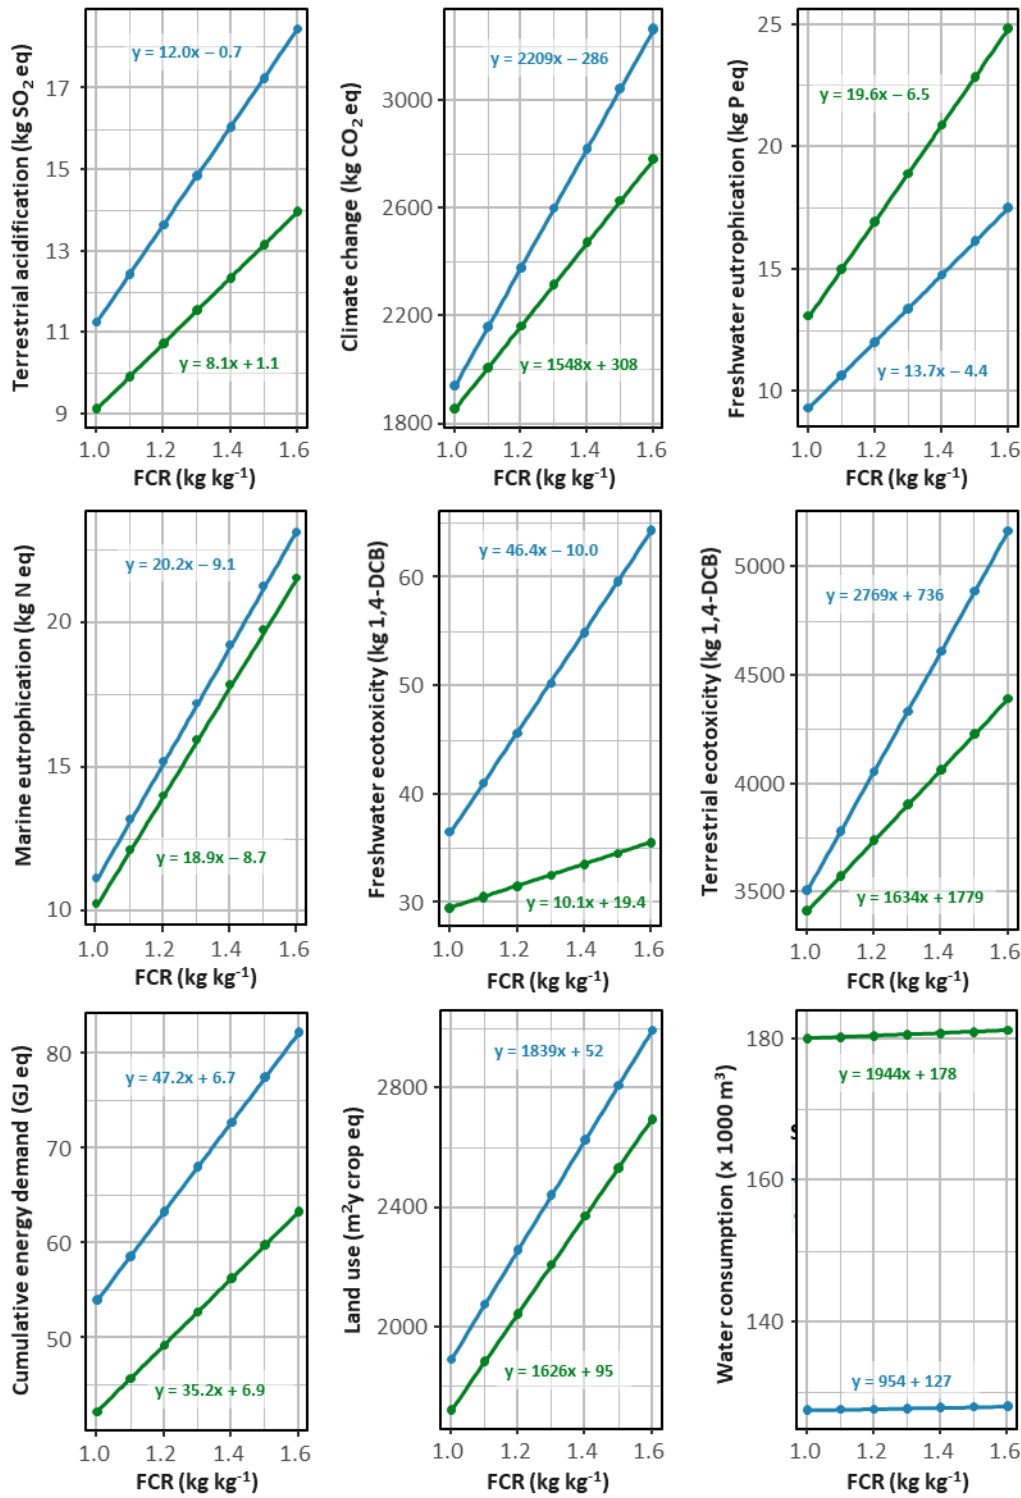 Terrestrial acidification (kg SO2 eq)
17
15
13
11
9
y = 12.0x – 0.7
y = 8.1x + 1.1
1.0 1.2 1.4 1.6
FCR (kg kg⁻¹)
Climate change (kg CO2 eq)
3000
2600
2200
1800
y = 2209x – 286
y = 1548x + 308
1.0 1.2 1.4 1.6
FCR (kg kg⁻¹)
Freshwater eutrophication (kg P eq)
25
20
15
10
y = 19.6x – 6.5
y = 13.7x – 4.4
1.0 1.2 1.4 1.6
FCR (kg kg⁻¹)
Marine eutrophication (kg N eq)
20
15
10
y = 20.2x – 9.1
y = 18.9x – 8.7
1.0 1.2 1.4 1.6
FCR (kg kg⁻¹)
Freshwater ecotoxicity (kg 1,4-DCB)
60
50
40
30
y = 46.4x – 10.0
y = 10.1x + 19.4
1.0 1.2 1.4 1.6
FCR (kg kg⁻¹)
Terrestrial ecotoxicity (kg 1,4-DCB)
5000
4500
4000
3500
y = 2769x + 736
y = 1634x + 1779
1.0 1.2 1.4 1.6
FCR (kg kg⁻¹)
Cumulative energy demand (GJ eq)
80
70
60
50
y = 47.2x + 6.7
y = 35.2x + 6.9
1.0 1.2 1.4 1.6
FCR (kg kg⁻¹)
Land use (m²y crop eq)
2800
2400
2000
y = 1839x + 52
y = 1626x + 95
1.0 1.2 1.4 1.6
FCR (kg kg⁻¹)
Water consumption (x 1000 m³)
180
160
140
y = 1944x + 178
y = 954 + 127
1.0 1.2 1.4 1.6
FCR (kg kg⁻¹)